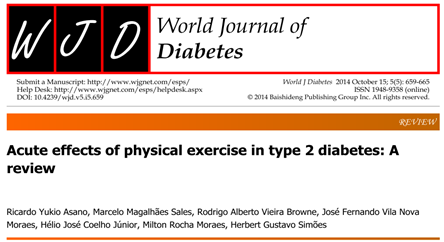 WJD
World Journal of
Diabetes
Submit a Manuscript: http://www.wjgnet.com/esps/
Help Desk: http://www.wjgnet.com/esps/helpdesk.aspx
DOI: 10.4239/wjd.v5.i5.659
World J Diabetes 2014 October 15; 5(5): 659-665
ISSN 1948-9358 (online)
© 2014 Baishideng Publishing Group Inc. All rights reserved.
REVIEW
Acute effects of physical exercise in type 2 diabetes: A
review
Ricardo Yukio Asano, Marcelo Magalhães Sales, Rodrigo Alberto Vieira Browne, José Fernando Vila Nova
Moraes, Hélio José Coelho Júnior, Milton Rocha Moraes, Herbert Gustavo Simões